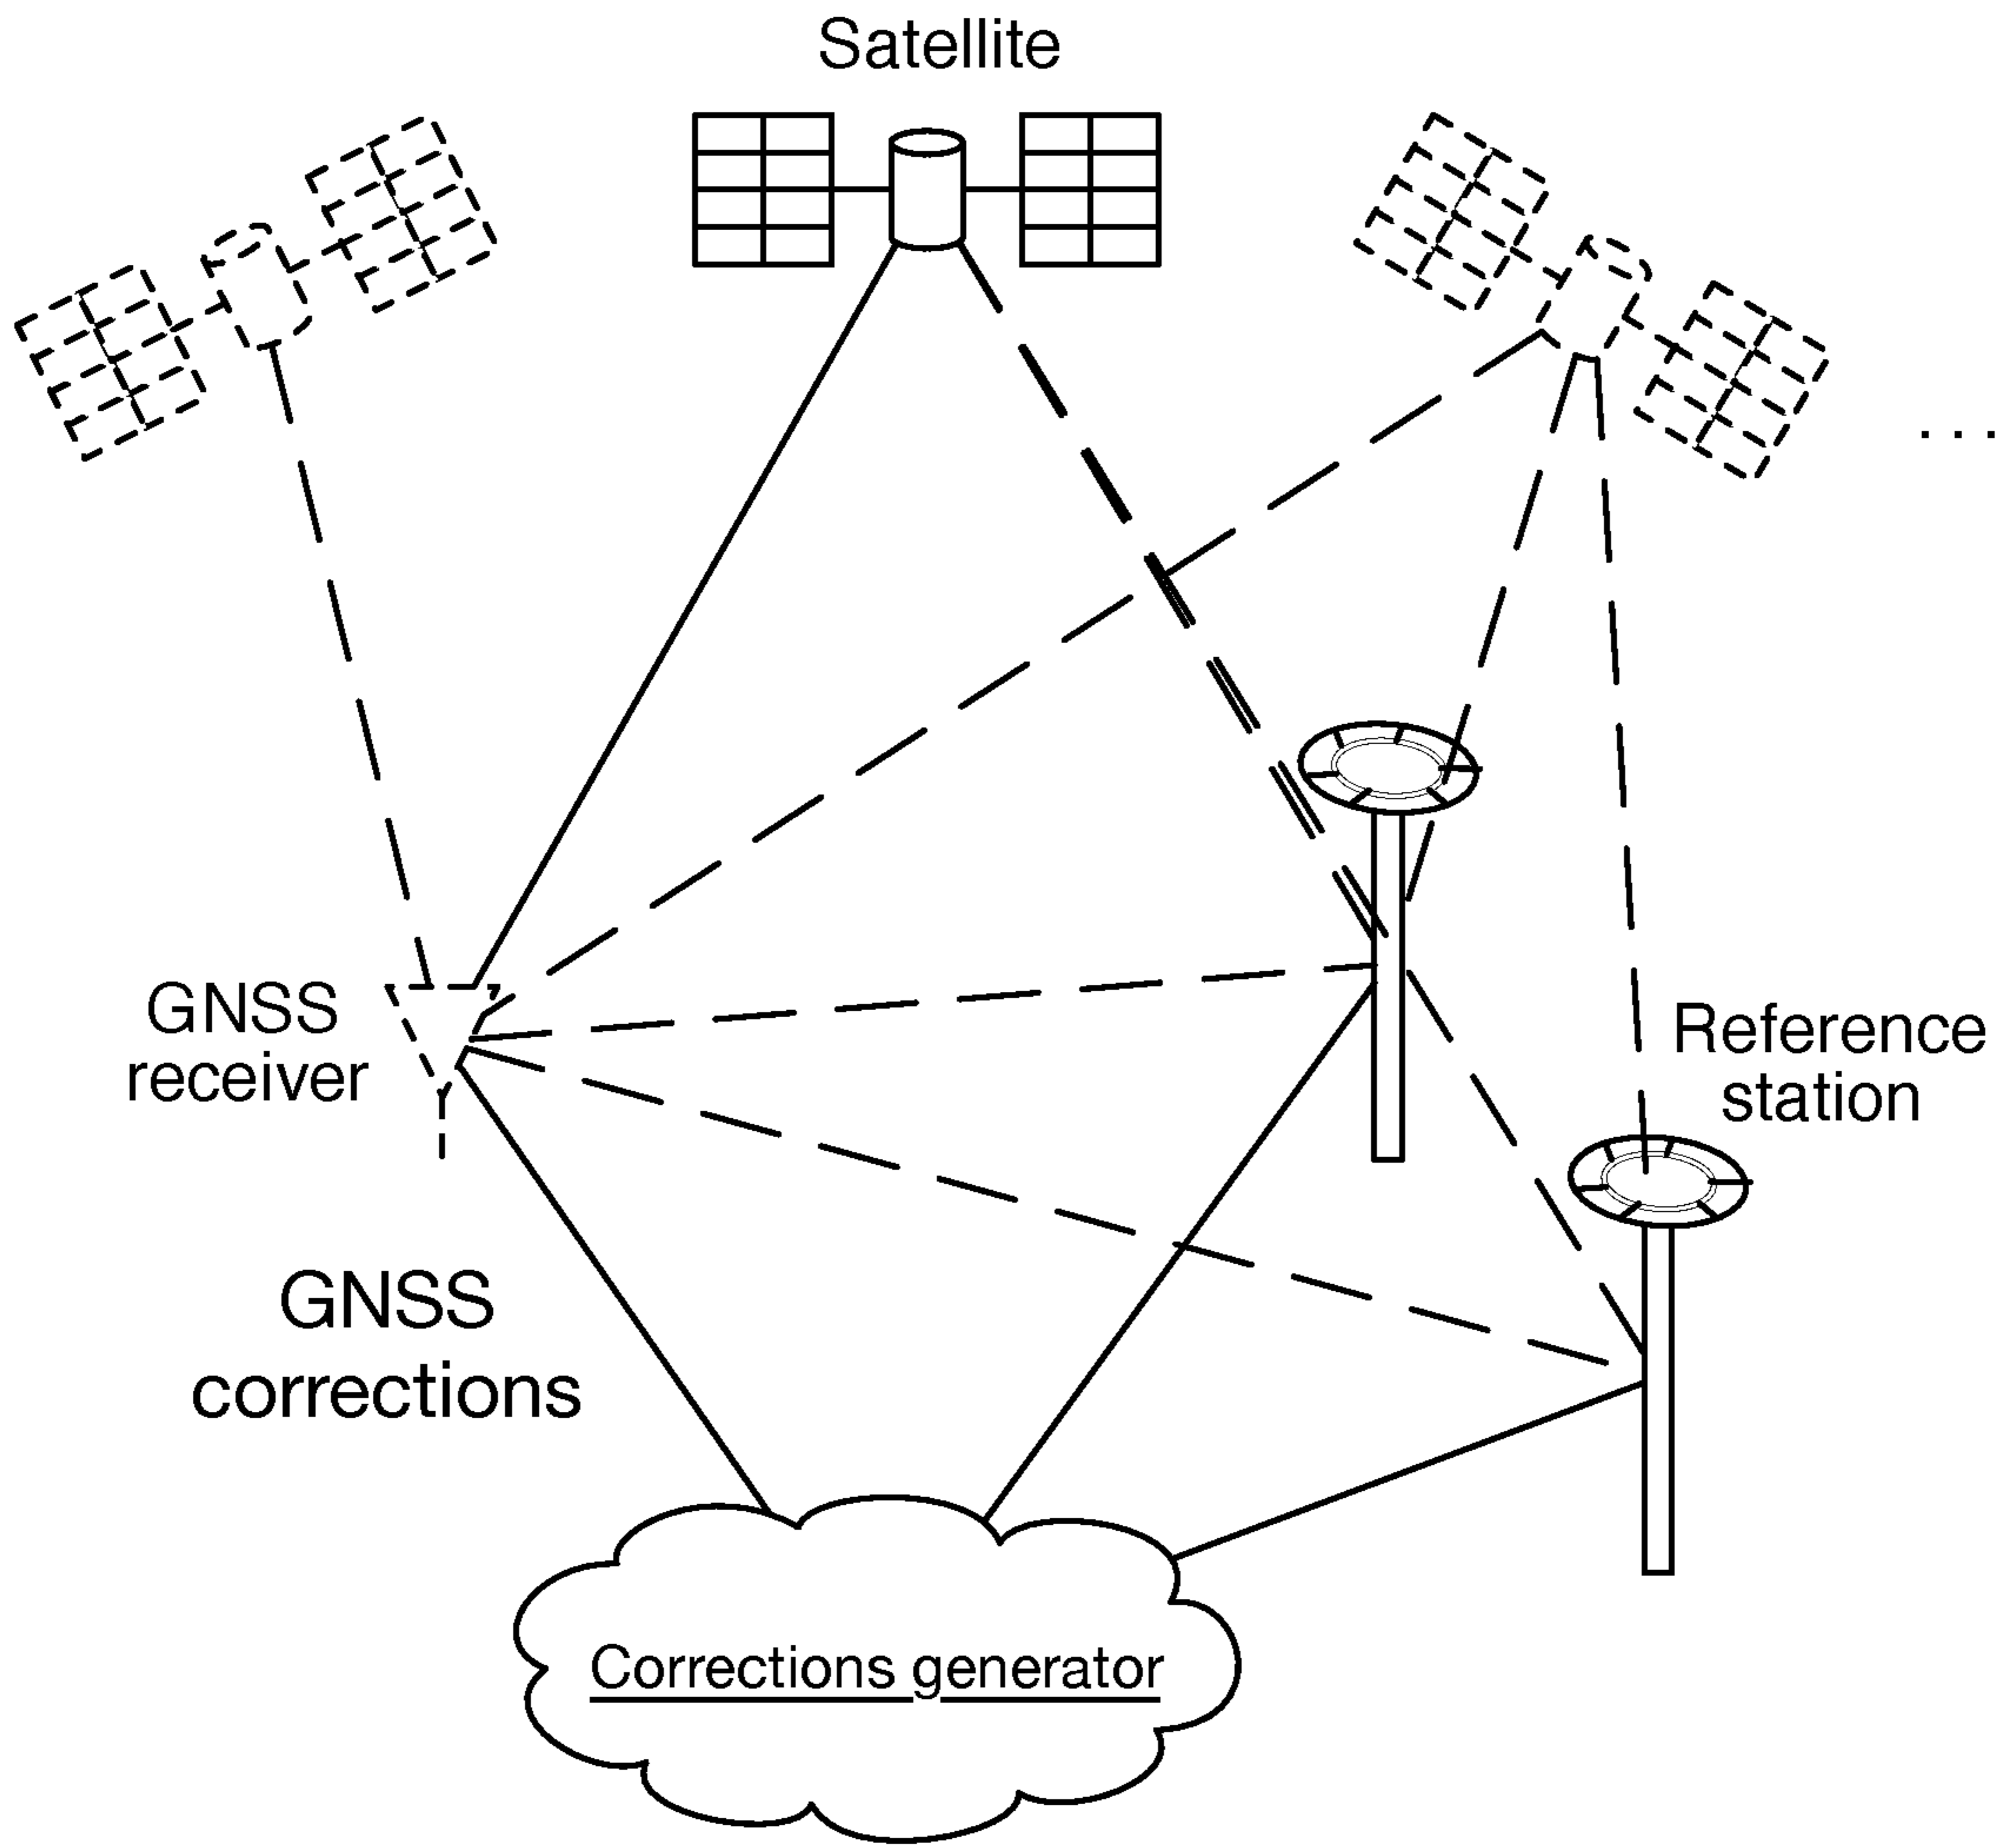 Satellite
. . .
GNSS
receiver
Reference
station
GNSS
corrections
Corrections generator